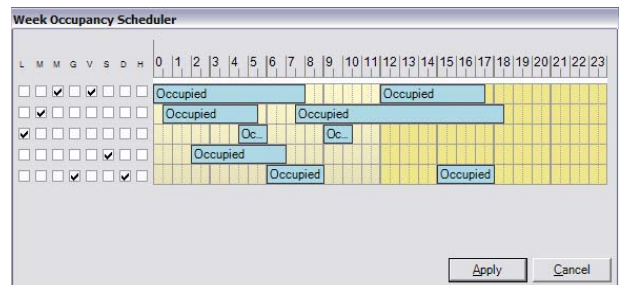 Week Occupancy Scheduler
L M M G V S D H 0 1 2 3 4 5 6 7 8 9 10 11 12 13 14 15 16 17 18 19 20 21 22 23
Occupied Occupied
Occupied Occupied
Oc... Oc...
Occupied
Occupied Occupied
Apply Cancel